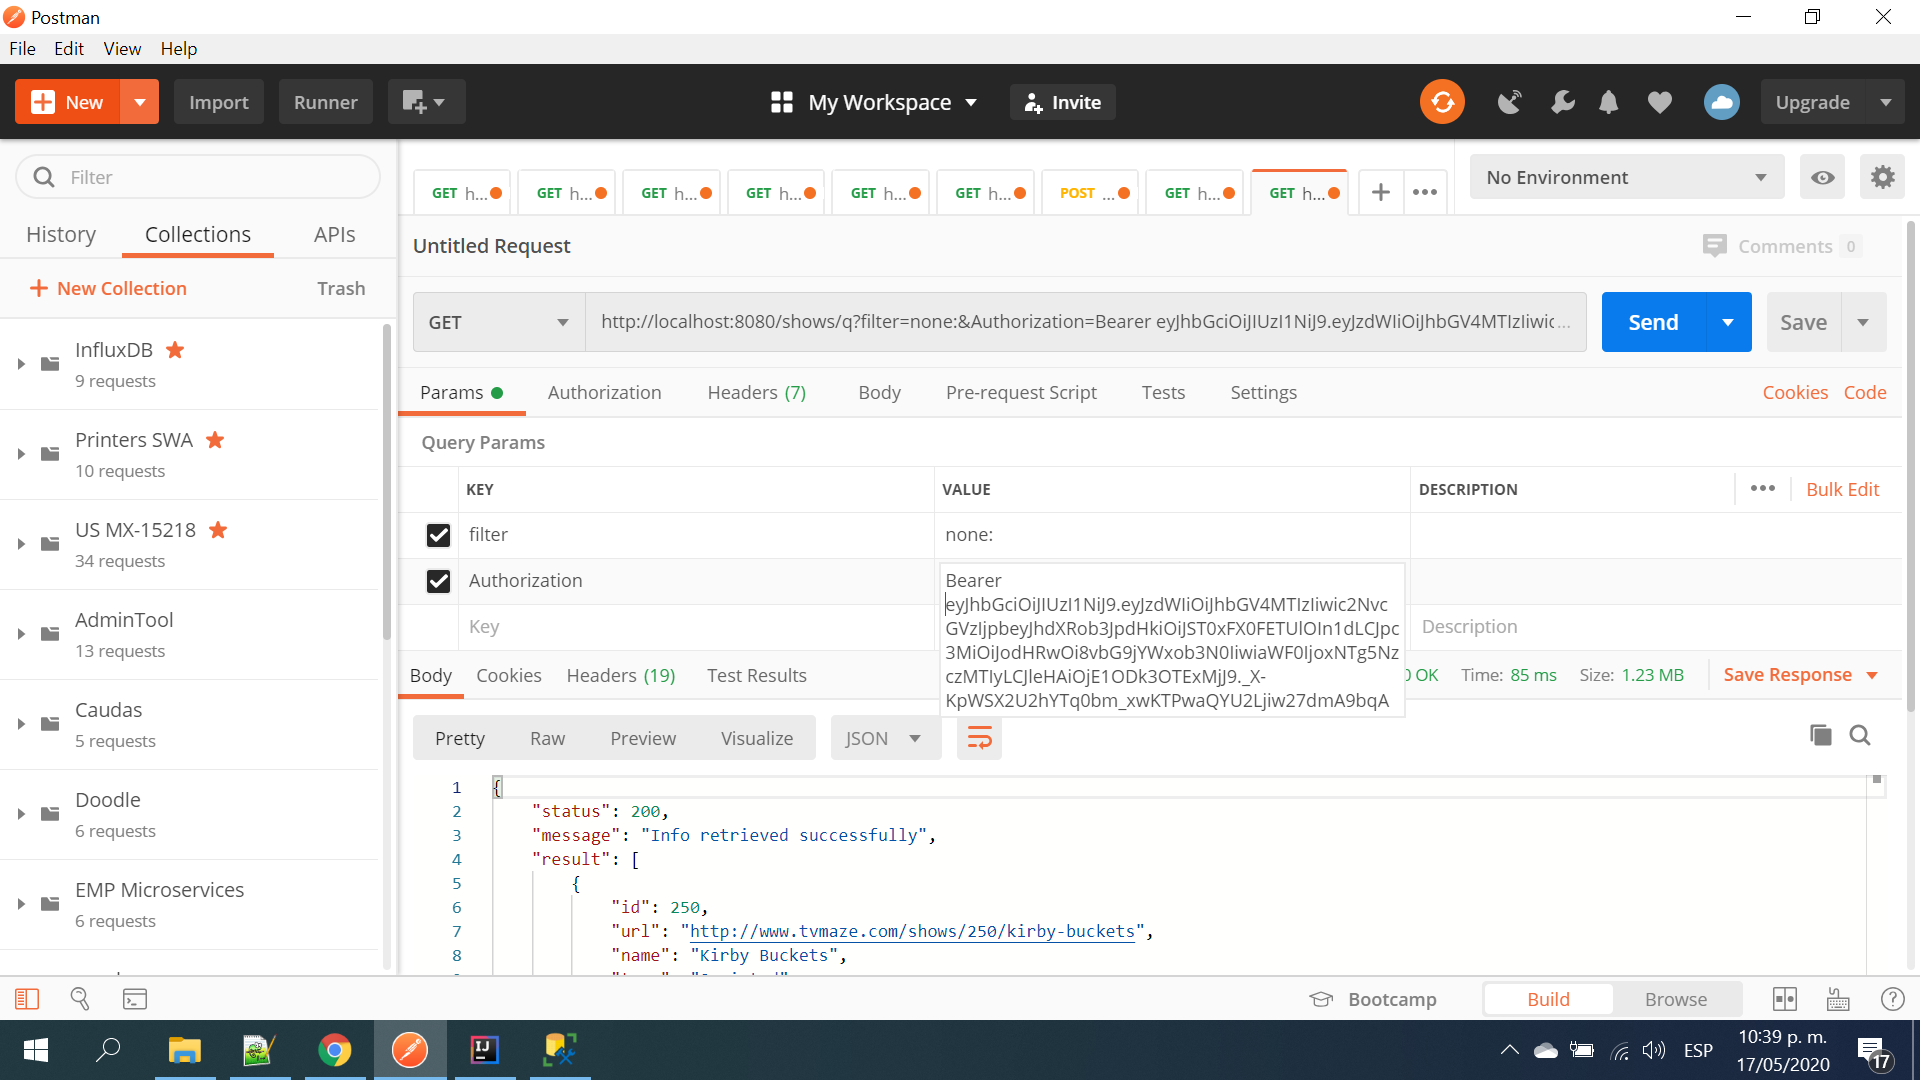 Postman
File Edit View Help
New Import Runner My Workspace Invite Upgrade
Filter
History Collections APIs
New Collection Trash
InfluxDB
9 requests
Printers SWA
10 requests
US MX-15218
34 requests
AdminTool
13 requests
Caudas
5 requests
Doodle
6 requests
EMP Microservices
6 requests
GET h... GET h... GET h... GET h... GET h... GET h... POST ... GET h... GET h...
No Environment
Untitled Request
Comments 0
GET http://localhost:8080/shows/q?filter=none:&Authorization=Bearer eyJhbGciOiJIUzI1NiJ9.eyJzdWIiOiJhbGV4MTIzIiwic...
Send Save
Params Authorization Headers (7) Body Pre-request Script Tests Settings Cookies Code
Query Params
KEY VALUE DESCRIPTION Bulk Edit
filter none:
Authorization Bearer
eyJhbGciOiJIUzI1NiJ9.eyJzdWIiOiJhbGV4MTIzIiwic2Nvc
GVzIjpbeyJhdXRob3JpdHkiOiJST0xFX0FETUlOIn1dLCJpc
3MiOiJodHRwOi8vbG9jYWxob3N0IiwiaWF0IjoxNTg5Nz
czMTIyLCJleHAiOjE1ODk3OTExMjJ9._X-
KpWSX2U2hYTq0bm_xwKTPwaQYU2Ljiw27dmA9bqA
Key Description
Body Cookies Headers (19) Test Results 0 OK Time: 85 ms Size: 1.23 MB Save Response
Pretty Raw Preview Visualize JSON
1 {
2 "status": 200,
3 "message": "Info retrieved successfully",
4 "result": [
5 {
6 "id": 250,
7 "url": "http://www.tvmaze.com/shows/250/kirby-buckets",
8 "name": "Kirby Buckets",
Bootcamp Build Browse
ESP
10:39 p. m.
17/05/2020
17